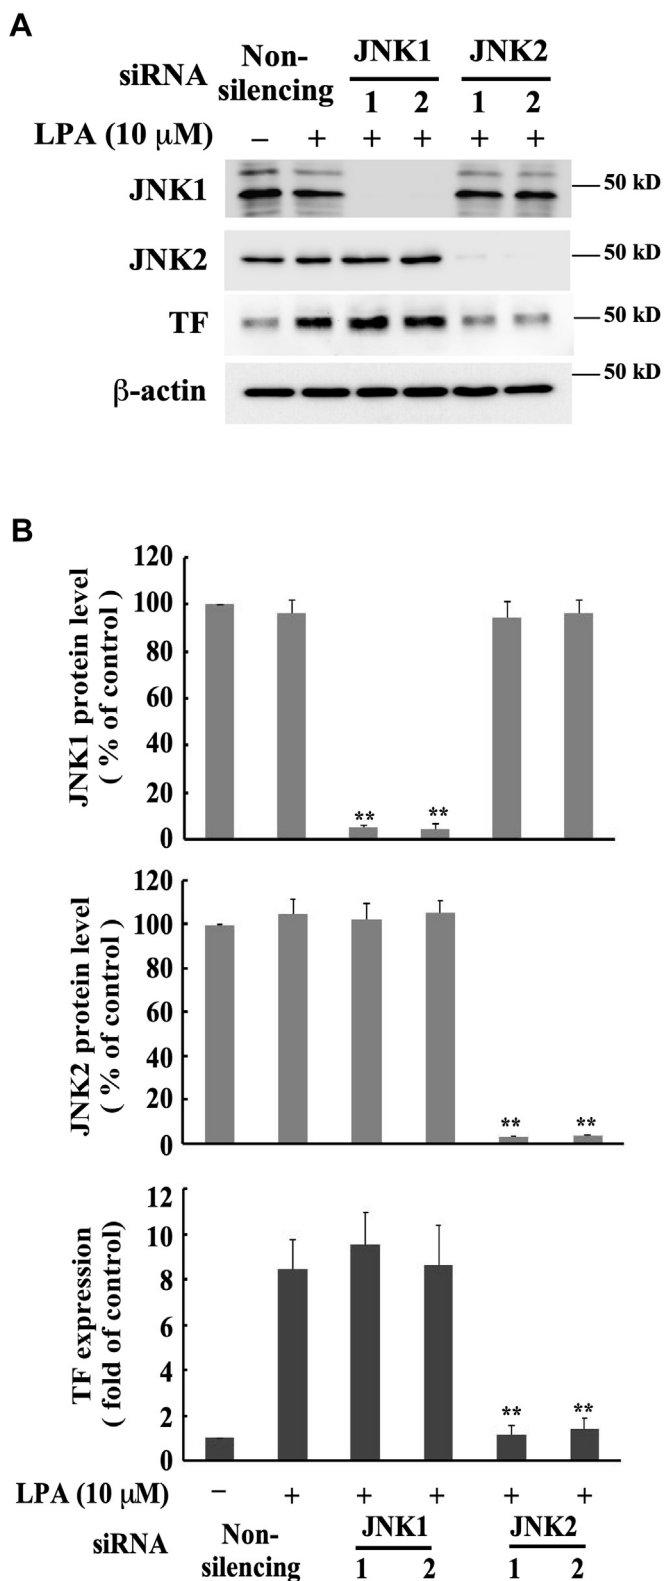 A
siRNA
Non-
silencing
JNK1
JNK2
1 2 1 2
LPA (10 μM) – + + + + +
JNK1 50 kD
JNK2 50 kD
TF 50 kD
β-actin 50 kD
B
JNK1 protein level
( % of control )
120
100
80
60
40
20
0
** **
JNK2 protein level
( % of control )
120
100
80
60
40
20
0
** **
TF expression
( fold of control)
12
10
8
6
4
2
0
** **
LPA (10 μM) – + + + + +
siRNA
Non-
silencing
JNK1
JNK2
1 2 1 2